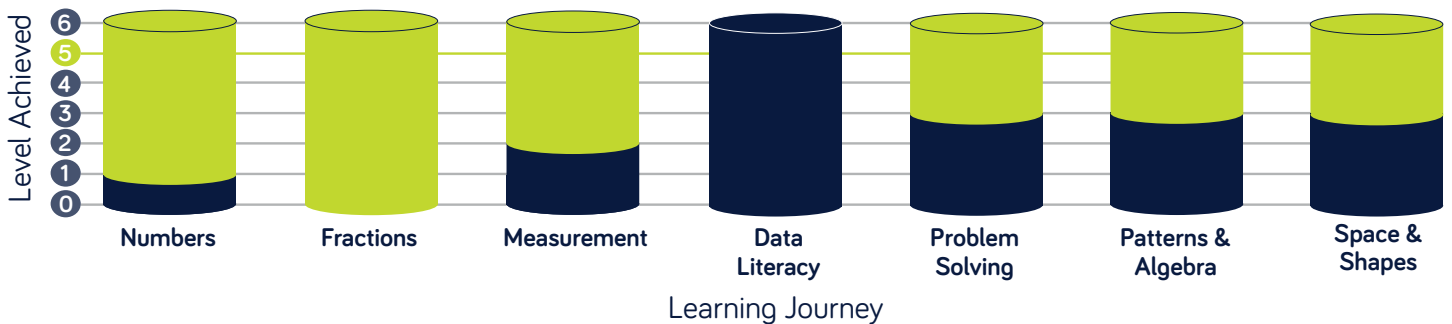 Level Achieved
6
5
4
3
2
1
0
Numbers
Fractions
Measurement
Data
Literacy
Problem
Solving
Patterns &
Algebra
Space &
Shapes
Learning Journey